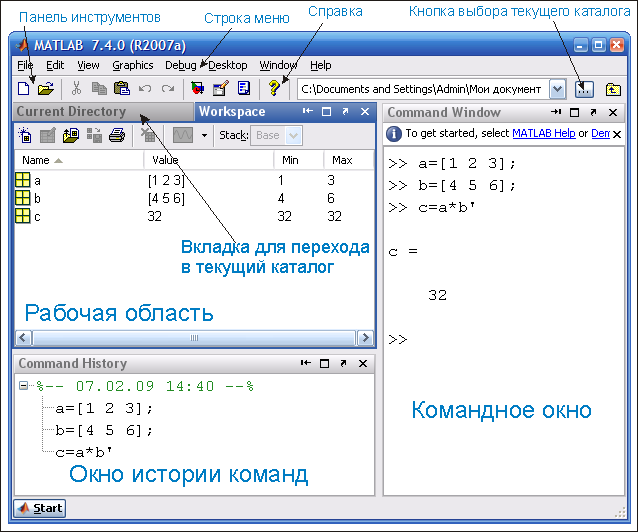 Панель инструментов
Строка меню
Справка
Кнопка выбора текущего каталога
MATLAB 7.4.0 (R2007a)
File Edit View Graphics Debug Desktop Window Help
C:\Documents and Settings\Admin\Мои документ
...
Current Directory Workspace
Stack: Base
Name Value Min Max
a [1 2 3] 1 3
b [4 5 6] 4 6
c 32 32 32
Вкладка для перехода
в текущий каталог
Рабочая область
Command History
%-- 07.02.09 14:40 --%
a=[1 2 3];
b=[4 5 6];
c=a*b'
Окно истории команд
Command Window
To get started, select MATLAB Help or Den
>> a=[1 2 3];
>> b=[4 5 6];
>> c=a*b'
c =
32
>>
Командное окно
Start